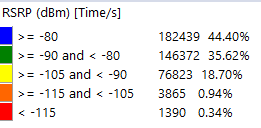 RSRP (dBm) [Time/s]
>= -80 182439 44.40%
>= -90 and < -80 146372 35.62%
>= -105 and < -90 76823 18.70%
>= -115 and < -105 3865 0.94%
< -115 1390 0.34%